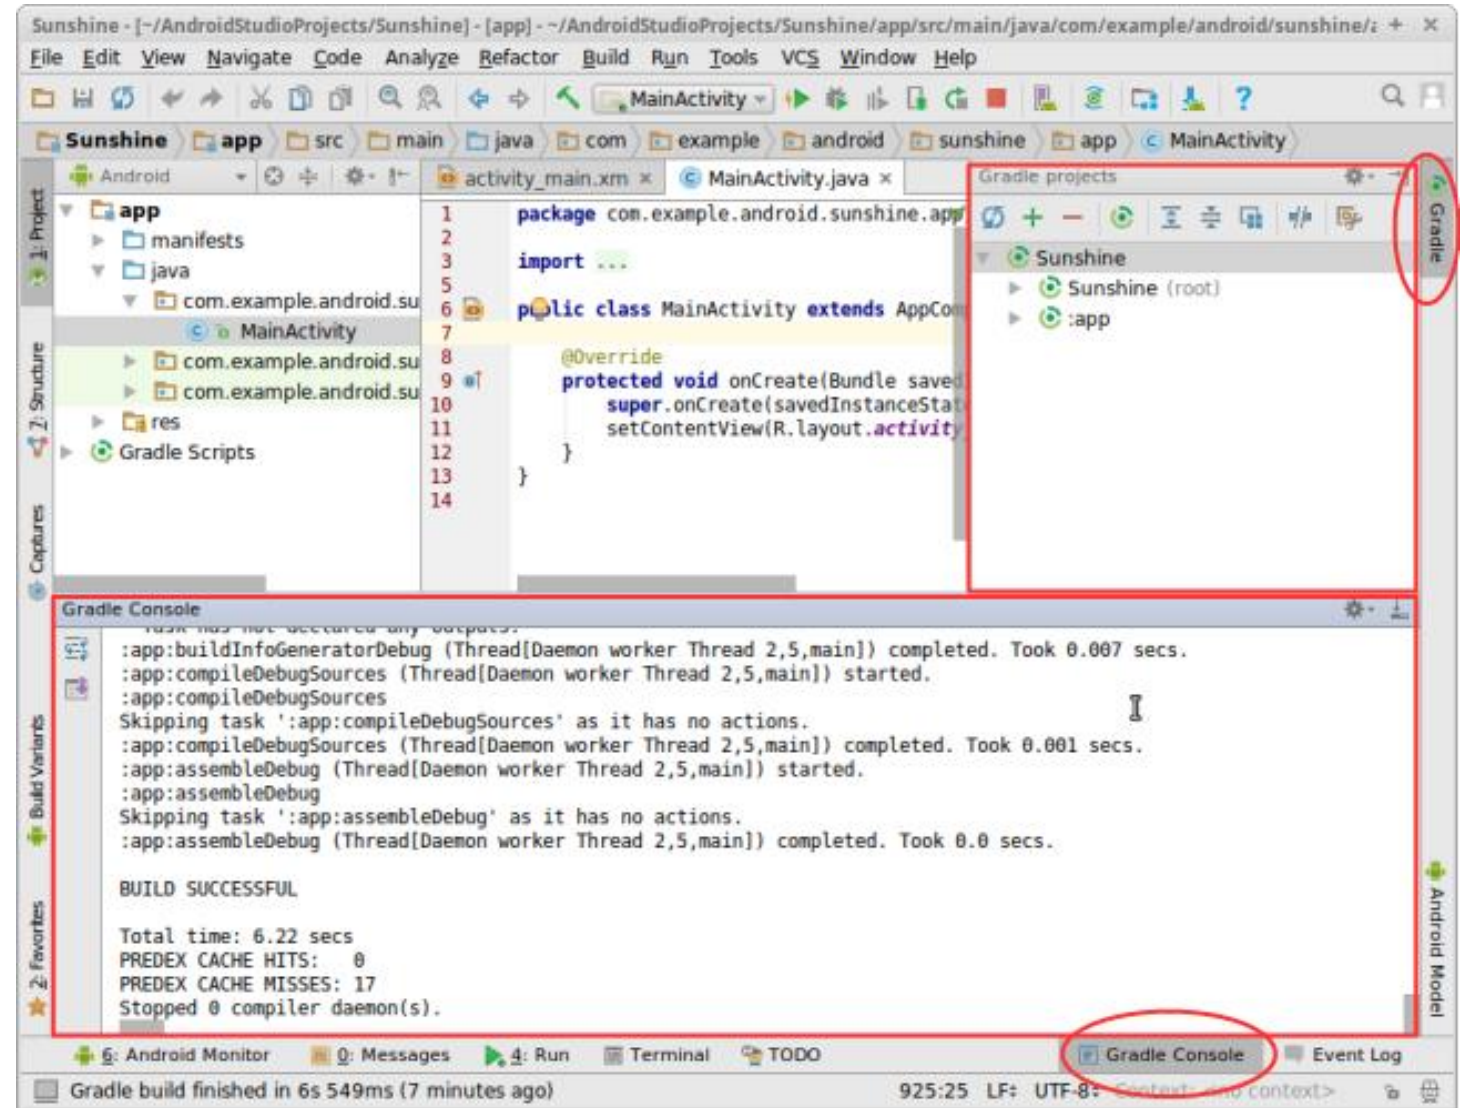 Sunshine - [~/AndroidStudioProjects/Sunshine] - [app] - ~/AndroidStudioProjects/Sunshine/app/src/main/java/com/example/android/sunshine/
File Edit View Navigate Code Analyze Refactor Build Run Tools VCS Window Help
MainActivity
Sunshine app src main java com example android sunshine app MainActivity
Android
activity_main.xm
MainActivity.java
Gradle projects
1: Project
7: Structure
Captures
Build Variants
2: Favorites
app
manifests
java
com.example.android.su
MainActivity
com.example.android.su
com.example.android.su
res
Gradle Scripts
1 package com.example.android.sunshine.app
2
3 import ...
5
6 public class MainActivity extends AppCom
7
8 @Override
9 protected void onCreate(Bundle saved
10 super.onCreate(savedInstanceStat
11 setContentView(R.layout.activity
12 }
13 }
14
Sunshine
Sunshine (root)
:app
Gradle
Android Model
Gradle Console
Task has not declared any outputs.
:app:buildInfoGeneratorDebug (Thread[Daemon worker Thread 2,5,main]) completed. Took 0.007 secs.
:app:compileDebugSources (Thread[Daemon worker Thread 2,5,main]) started.
:app:compileDebugSources
Skipping task ':app:compileDebugSources' as it has no actions.
:app:compileDebugSources (Thread[Daemon worker Thread 2,5,main]) completed. Took 0.001 secs.
:app:assembleDebug (Thread[Daemon worker Thread 2,5,main]) started.
:app:assembleDebug
Skipping task ':app:assembleDebug' as it has no actions.
:app:assembleDebug (Thread[Daemon worker Thread 2,5,main]) completed. Took 0.0 secs.
BUILD SUCCESSFUL
Total time: 6.22 secs
PREDEX CACHE HITS: 0
PREDEX CACHE MISSES: 17
Stopped 0 compiler daemon(s).
6: Android Monitor 0: Messages 4: Run Terminal TODO Gradle Console Event Log
Gradle build finished in 6s 549ms (7 minutes ago) 925:25 LF: UTF-8: Context: <no context>